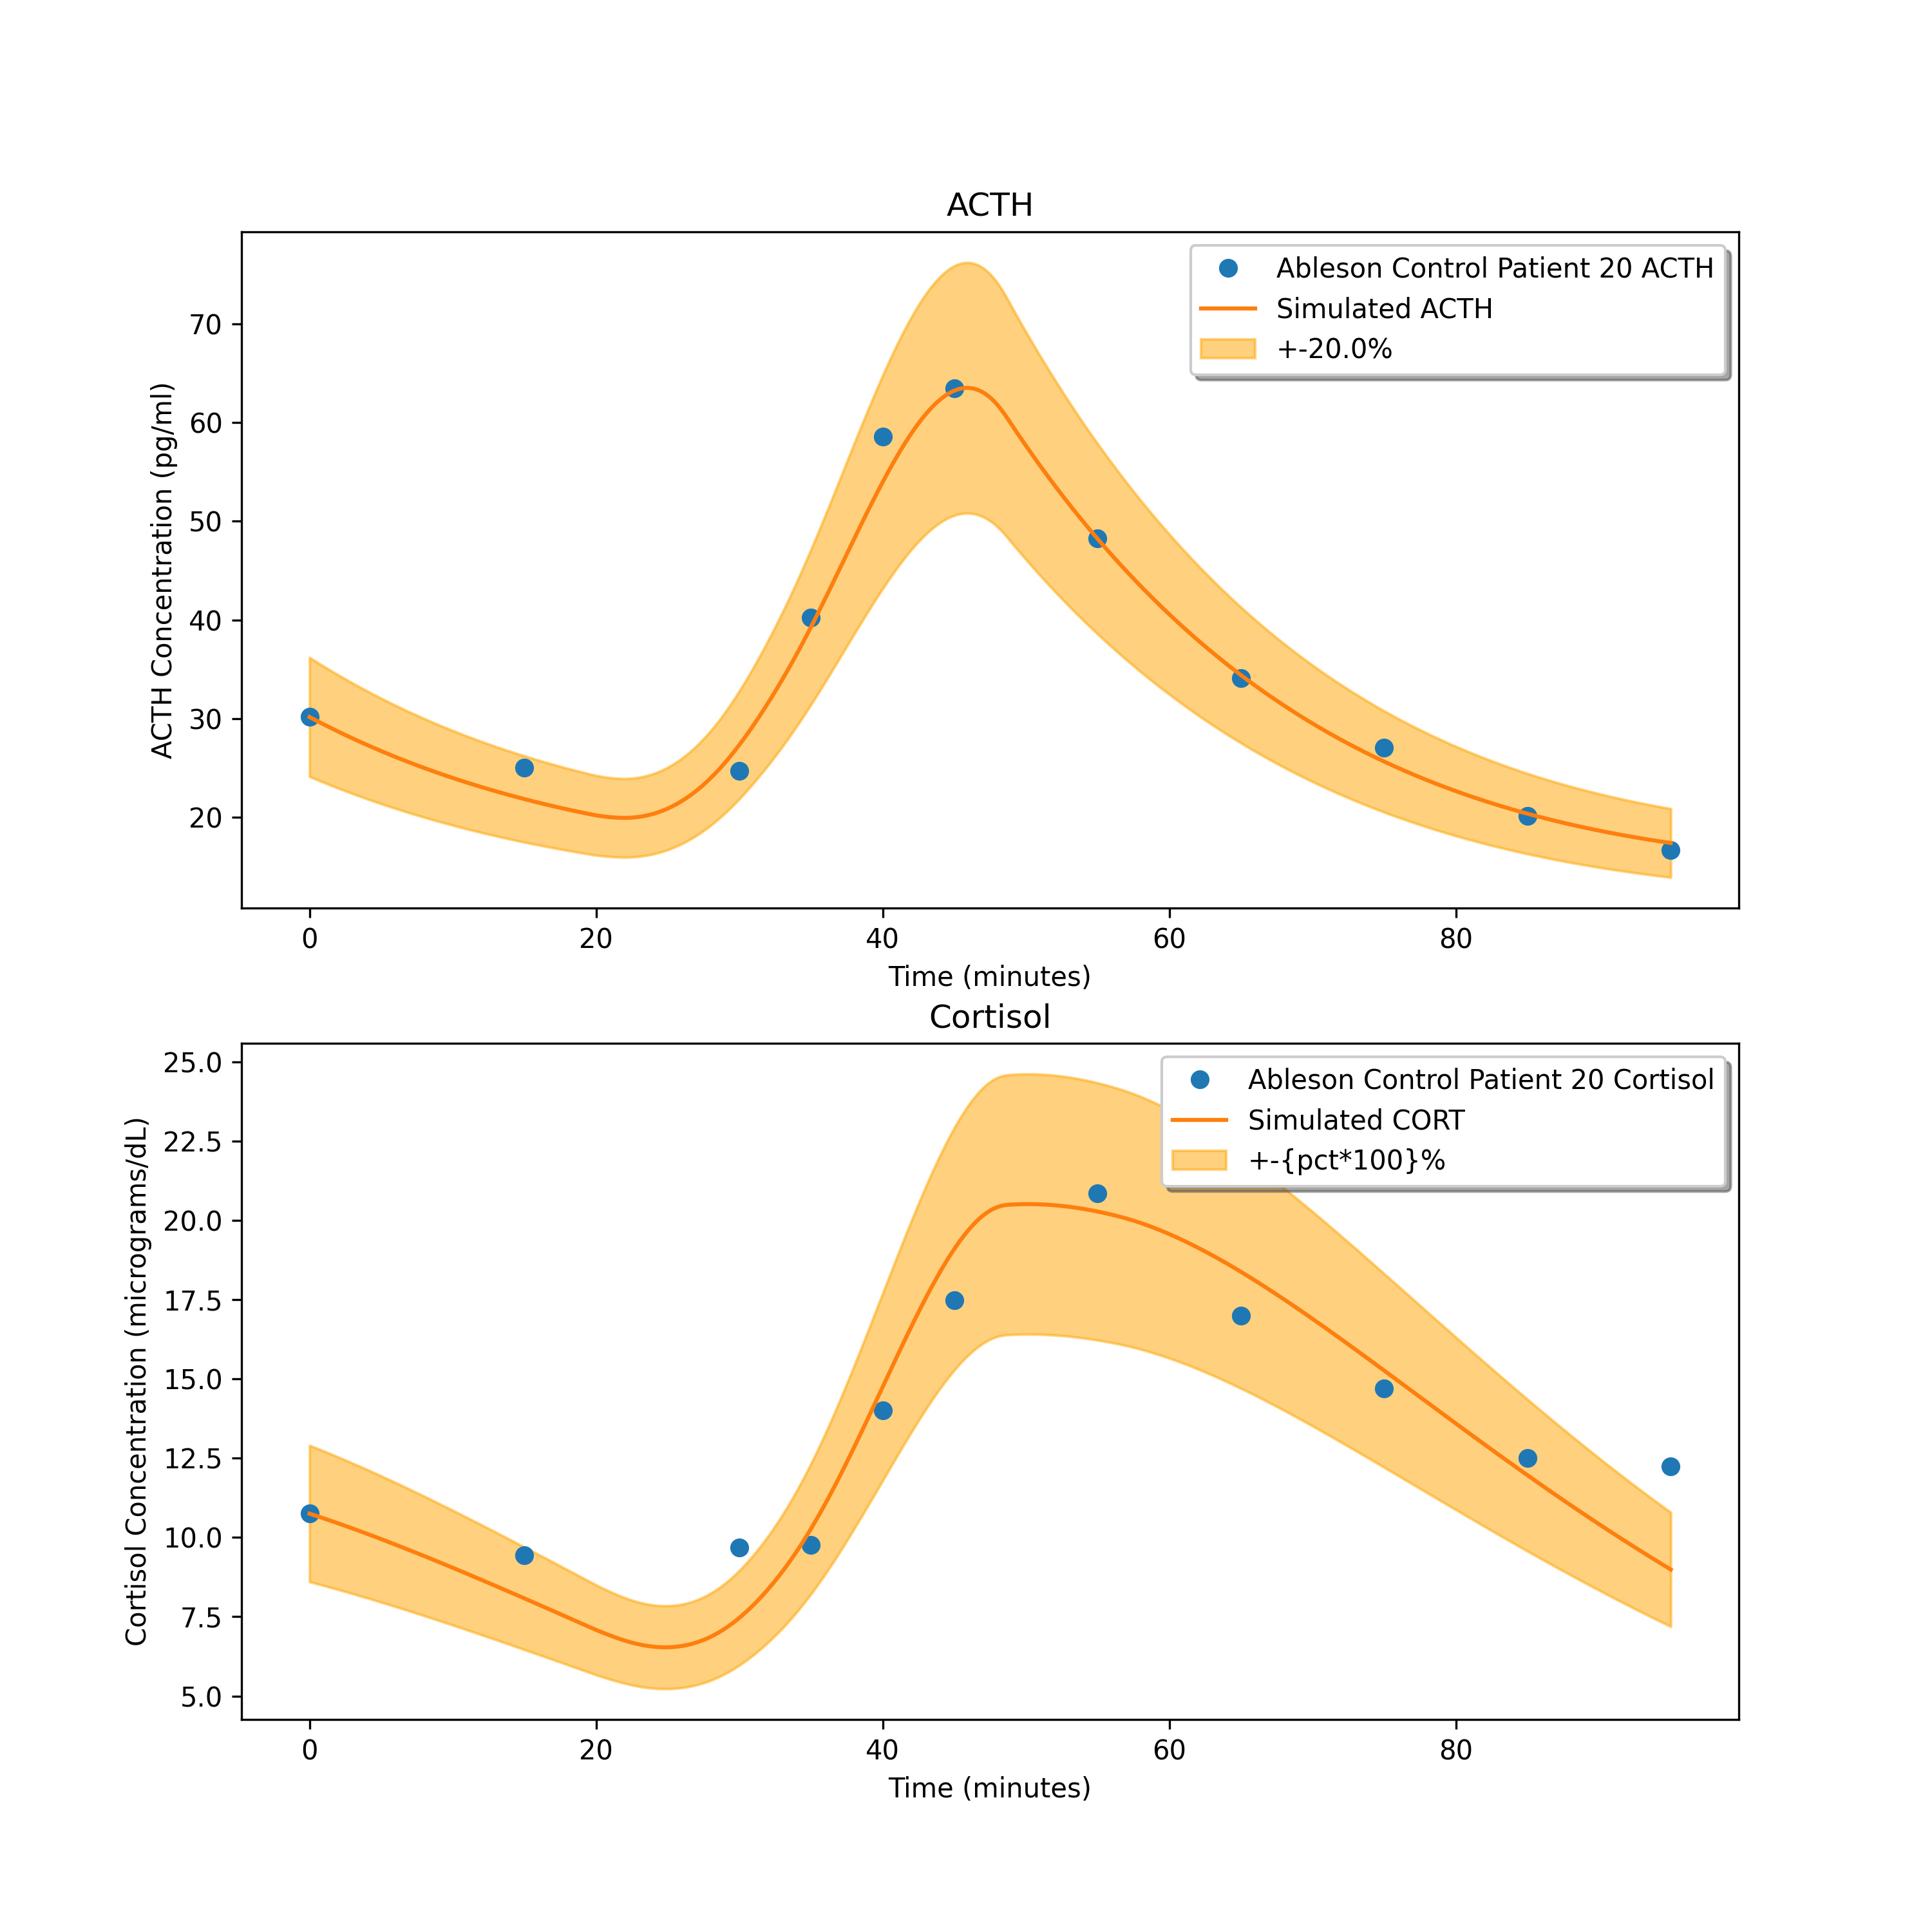 ACTH
Ableson Control Patient 20 ACTH
Simulated ACTH
+-20.0%
ACTH Concentration (pg/ml)
70
60
50
40
30
20
0 20 40 60 80
Time (minutes)
Cortisol
Ableson Control Patient 20 Cortisol
Simulated CORT
+-{pct*100}%
Cortisol Concentration (micrograms/dL)
25.0
22.5
20.0
17.5
15.0
12.5
10.0
7.5
5.0
0 20 40 60 80
Time (minutes)